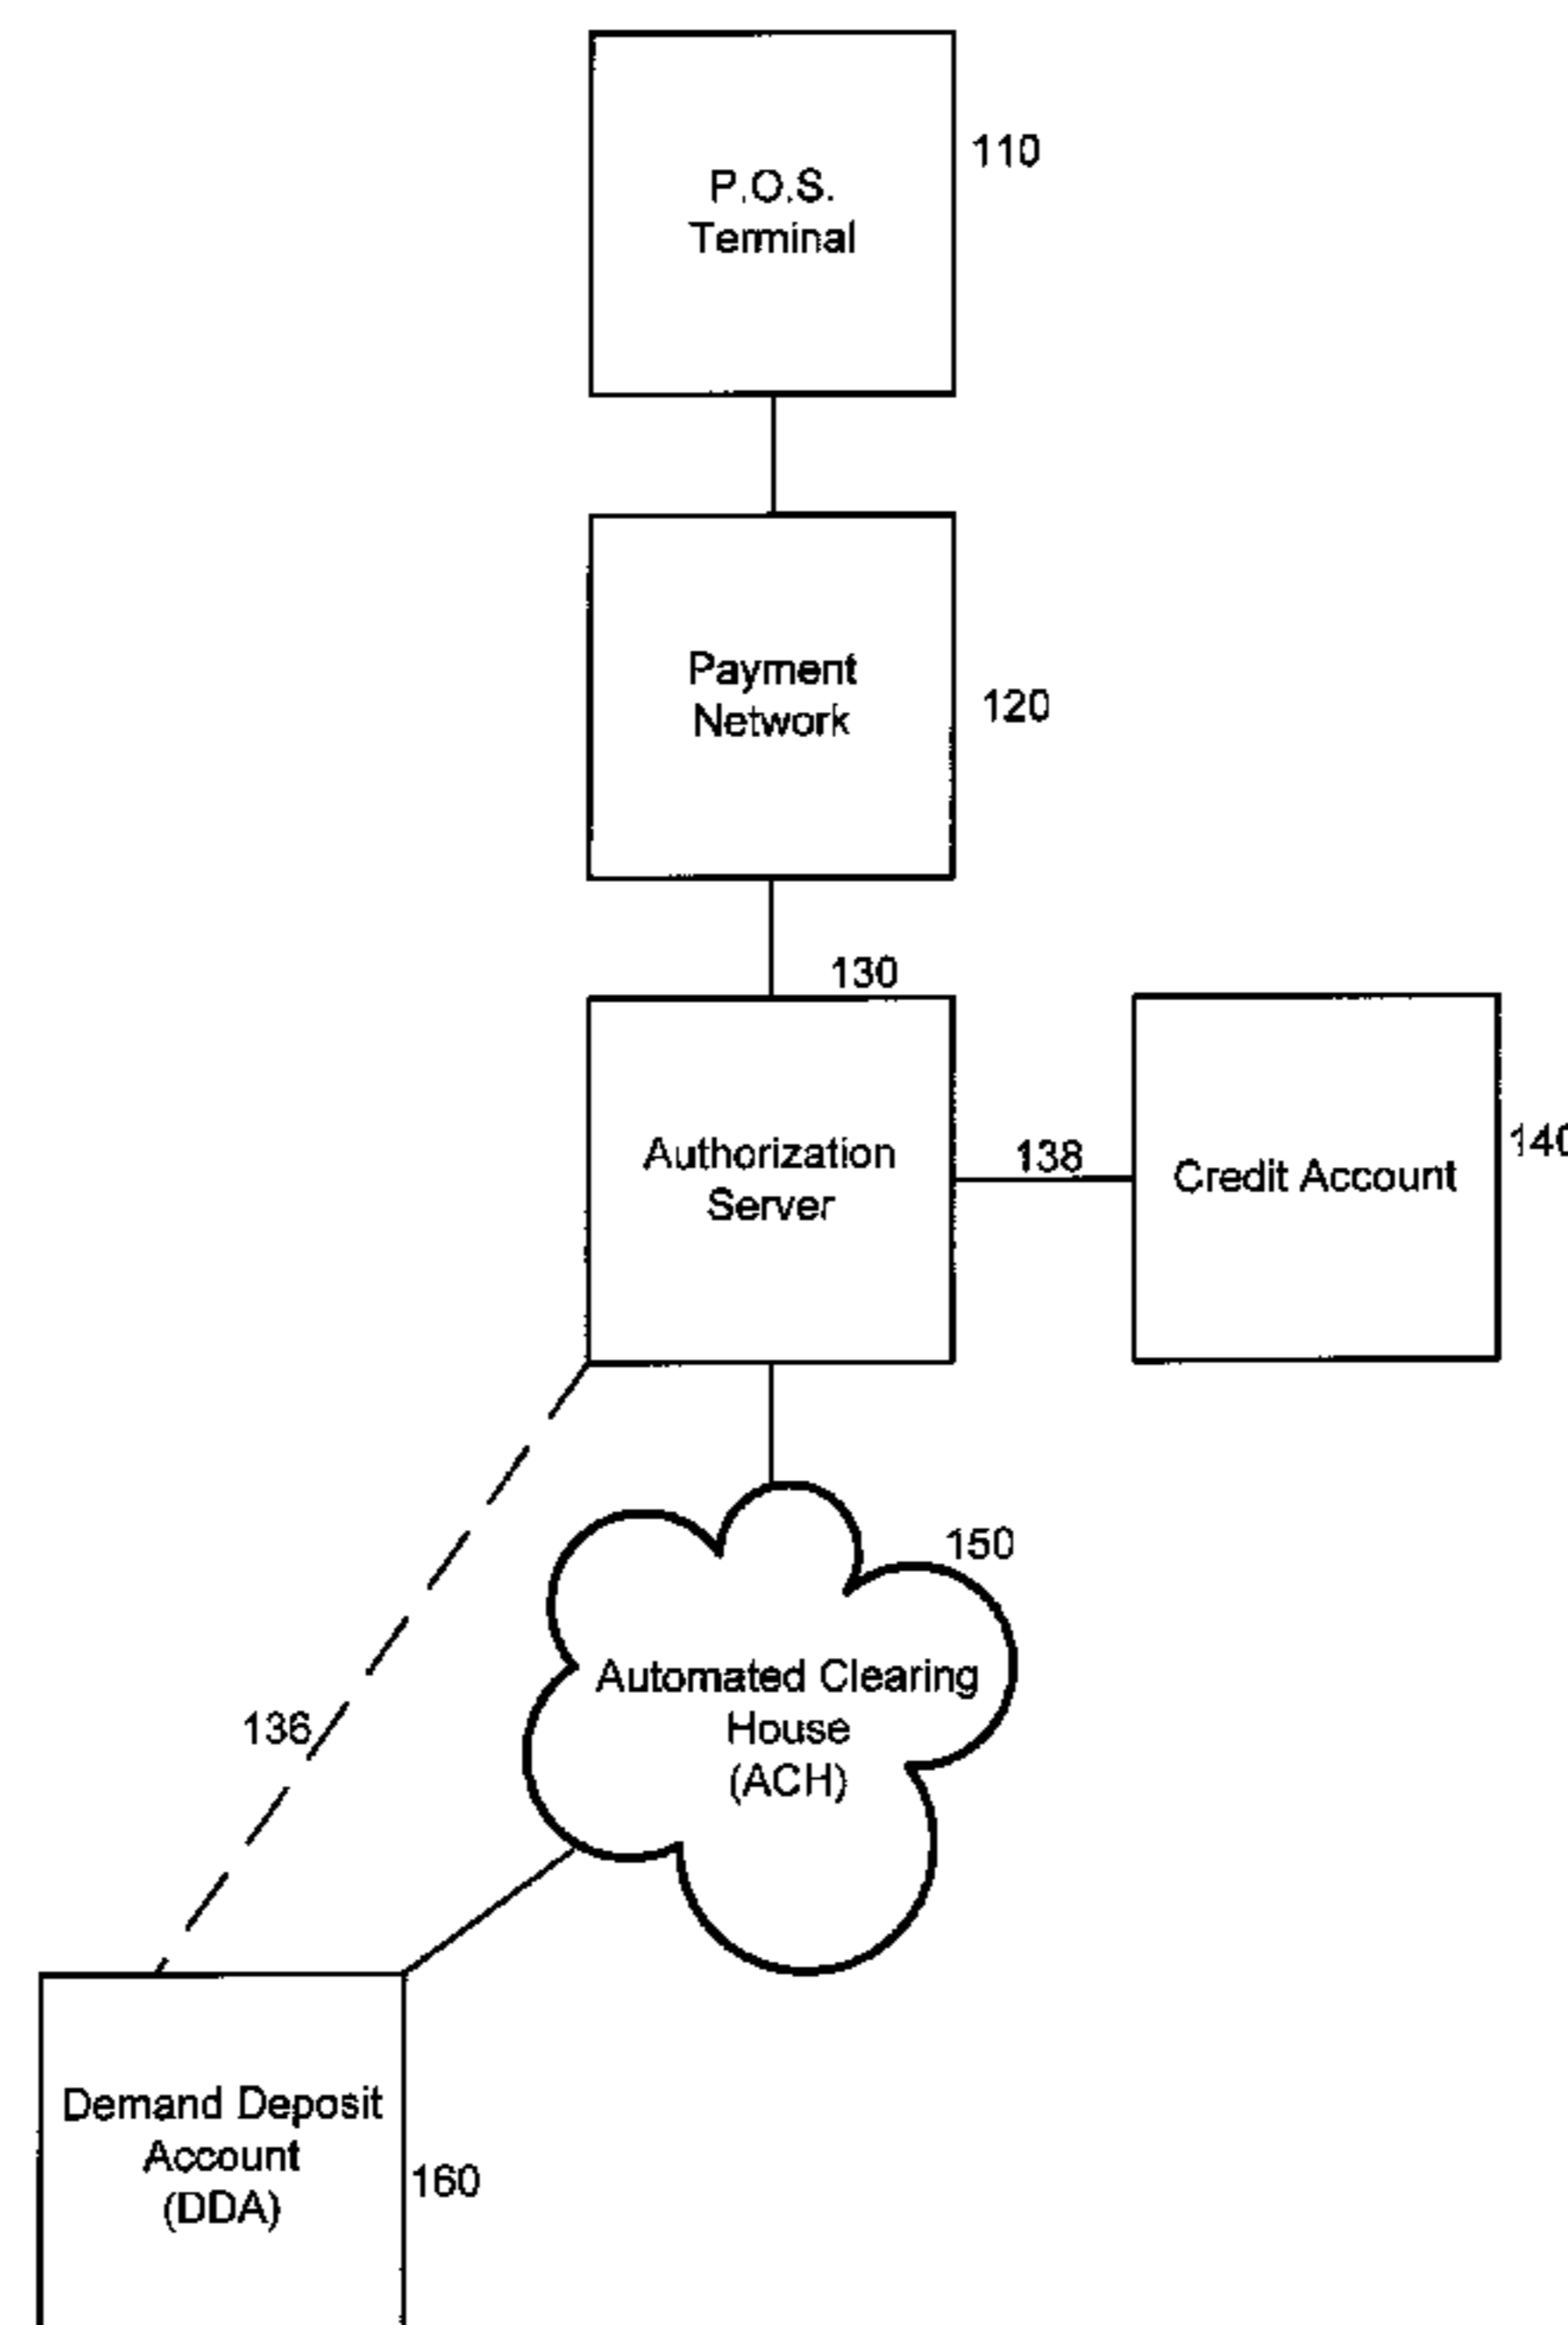 110
P.O.S.
Terminal
Payment
Network
120
130
Authorization
Server
138
Credit Account
140
150
Automated Clearing
House
(ACH)
136
Demand Deposit
Account
(DDA)
160